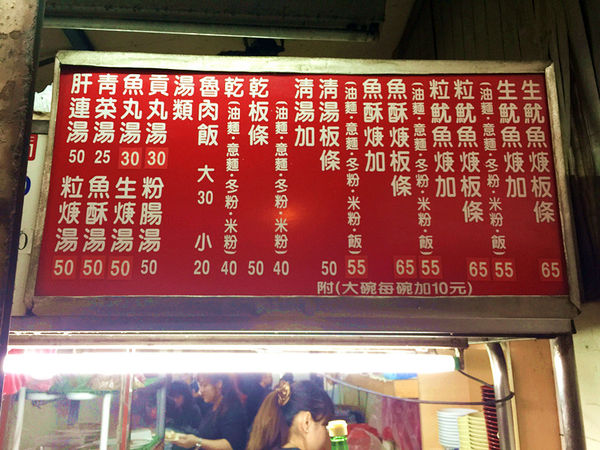 生魷魚焿板條 65
生魷魚焿加(油麵·意麵·冬粉·米粉·飯) 55
粒魷魚焿板條 65
粒魷魚焿加(油麵·意麵·冬粉·米粉·飯) 55
魚酥焿板條 65
魚酥焿加(油麵·意麵·冬粉·米粉·飯) 55
清湯板條 50
清湯加(油麵·意麵·冬粉·米粉) 40
乾板條 50
乾(油麵·意麵·冬粉·米粉) 40
魯肉飯 大30 小20
湯類
貢丸湯 30
魚丸湯 30
青菜湯 25
肝連湯 50
粉腸湯 50
生焿湯 50
魚酥湯 50
粒焿湯 50
附(大碗每碗加10元)